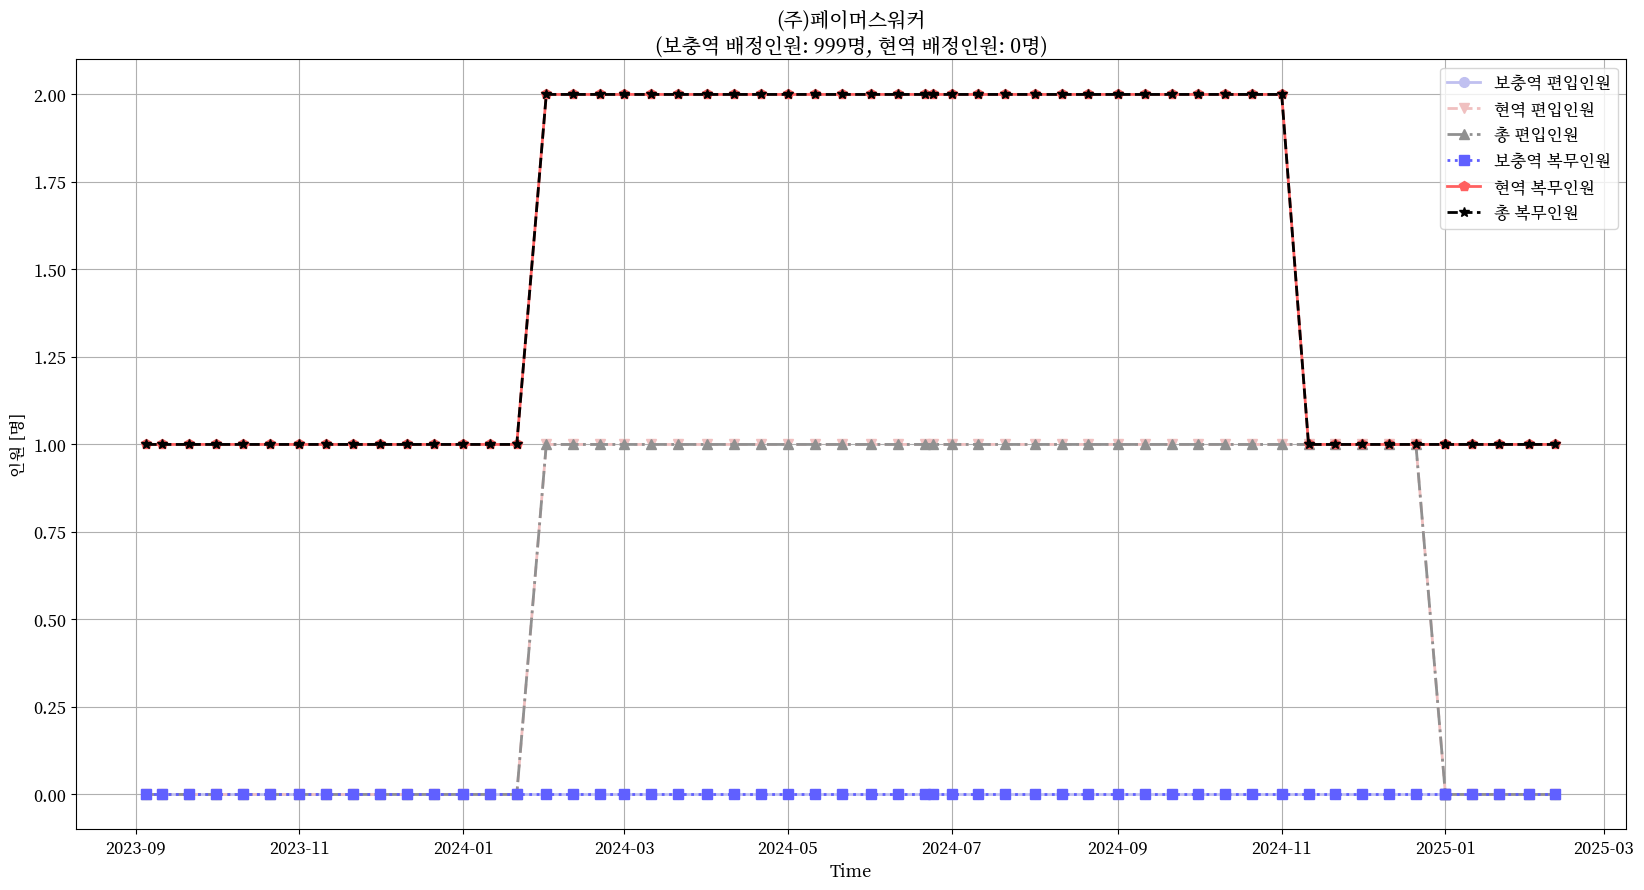 (주)페이머스워커
(보충역 배정인원: 999명, 현역 배정인원: 0명)
보충역 편입인원
현역 편입인원
총 편입인원
보충역 복무인원
현역 복무인원
총 복무인원
인원 [명]
2.00
1.75
1.50
1.25
1.00
0.75
0.50
0.25
0.00
2023-09 2023-11 2024-01 2024-03 2024-05 2024-07 2024-09 2024-11 2025-01 2025-03
Time